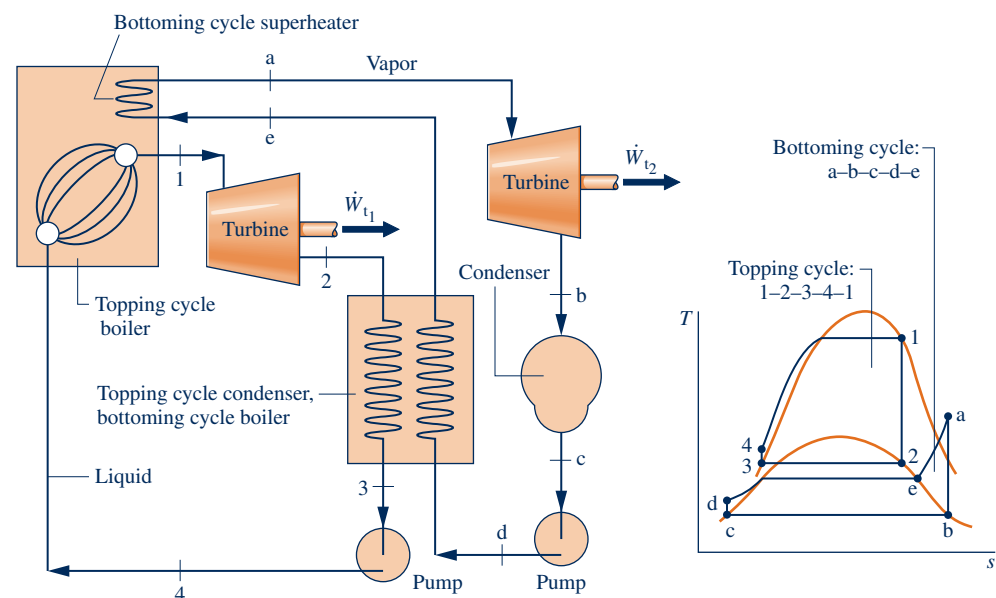 Bottoming cycle superheater
a
Vapor
e
1
Turbine
Ẇt1
2
Turbine
Ẇt2
Condenser
b
Topping cycle
boiler
Topping cycle condenser,
bottoming cycle boiler
c
Liquid
3
d
4
Pump
Pump
Bottoming cycle:
a–b–c–d–e
Topping cycle:
1–2–3–4–1
T
1
a
4
3
2
e
d
c
b
s